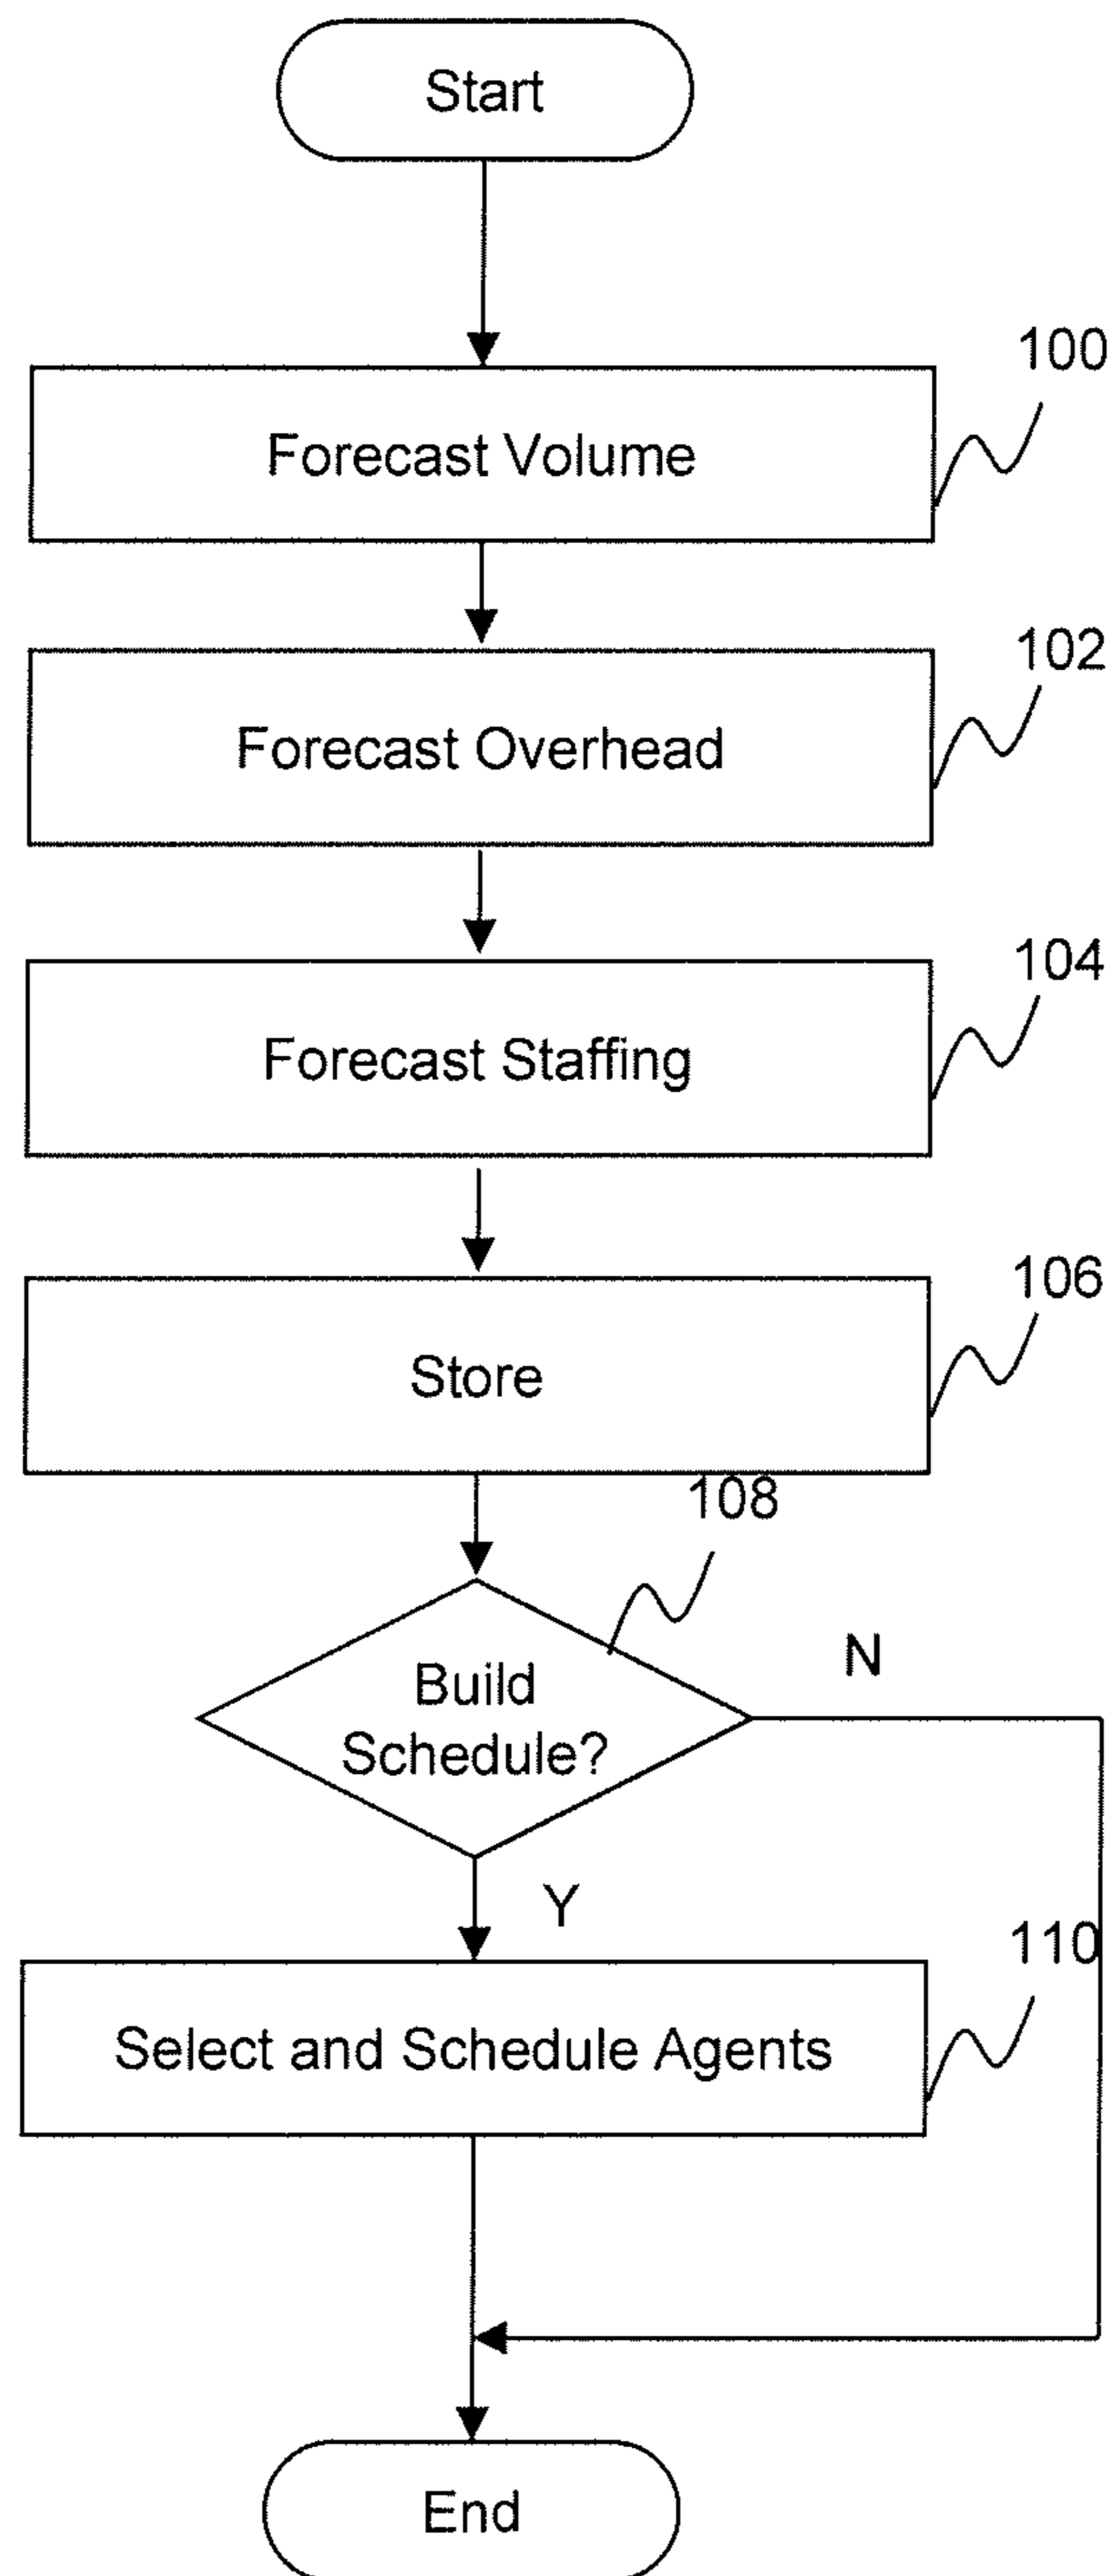 Start
100
Forecast Volume
102
Forecast Overhead
104
Forecast Staffing
106
Store
108
Build
Schedule?
N
Y
110
Select and Schedule Agents
End